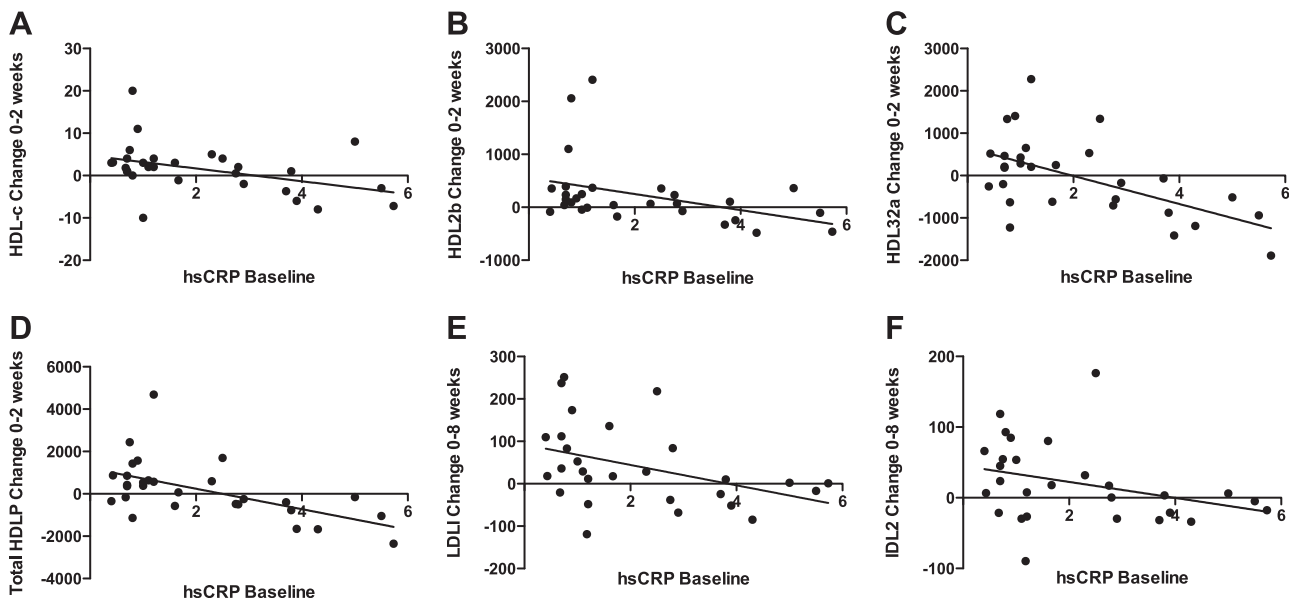 A
HDL-c Change 0-2 weeks
30
20
10
0
-10
-20
2
4
6
hsCRP Baseline
B
HDL2b Change 0-2 weeks
3000
2000
1000
0
-1000
2
4
6
hsCRP Baseline
C
HDL32a Change 0-2 weeks
3000
2000
1000
0
-1000
-2000
2
4
6
hsCRP Baseline
D
Total HDLP Change 0-2 weeks
6000
4000
2000
0
-2000
-4000
2
4
6
hsCRP Baseline
E
LDLI Change 0-8 weeks
300
200
100
0
-100
-200
2
4
6
hsCRP Baseline
F
IDL2 Change 0-8 weeks
200
100
0
-100
2
4
6
hsCRP Baseline